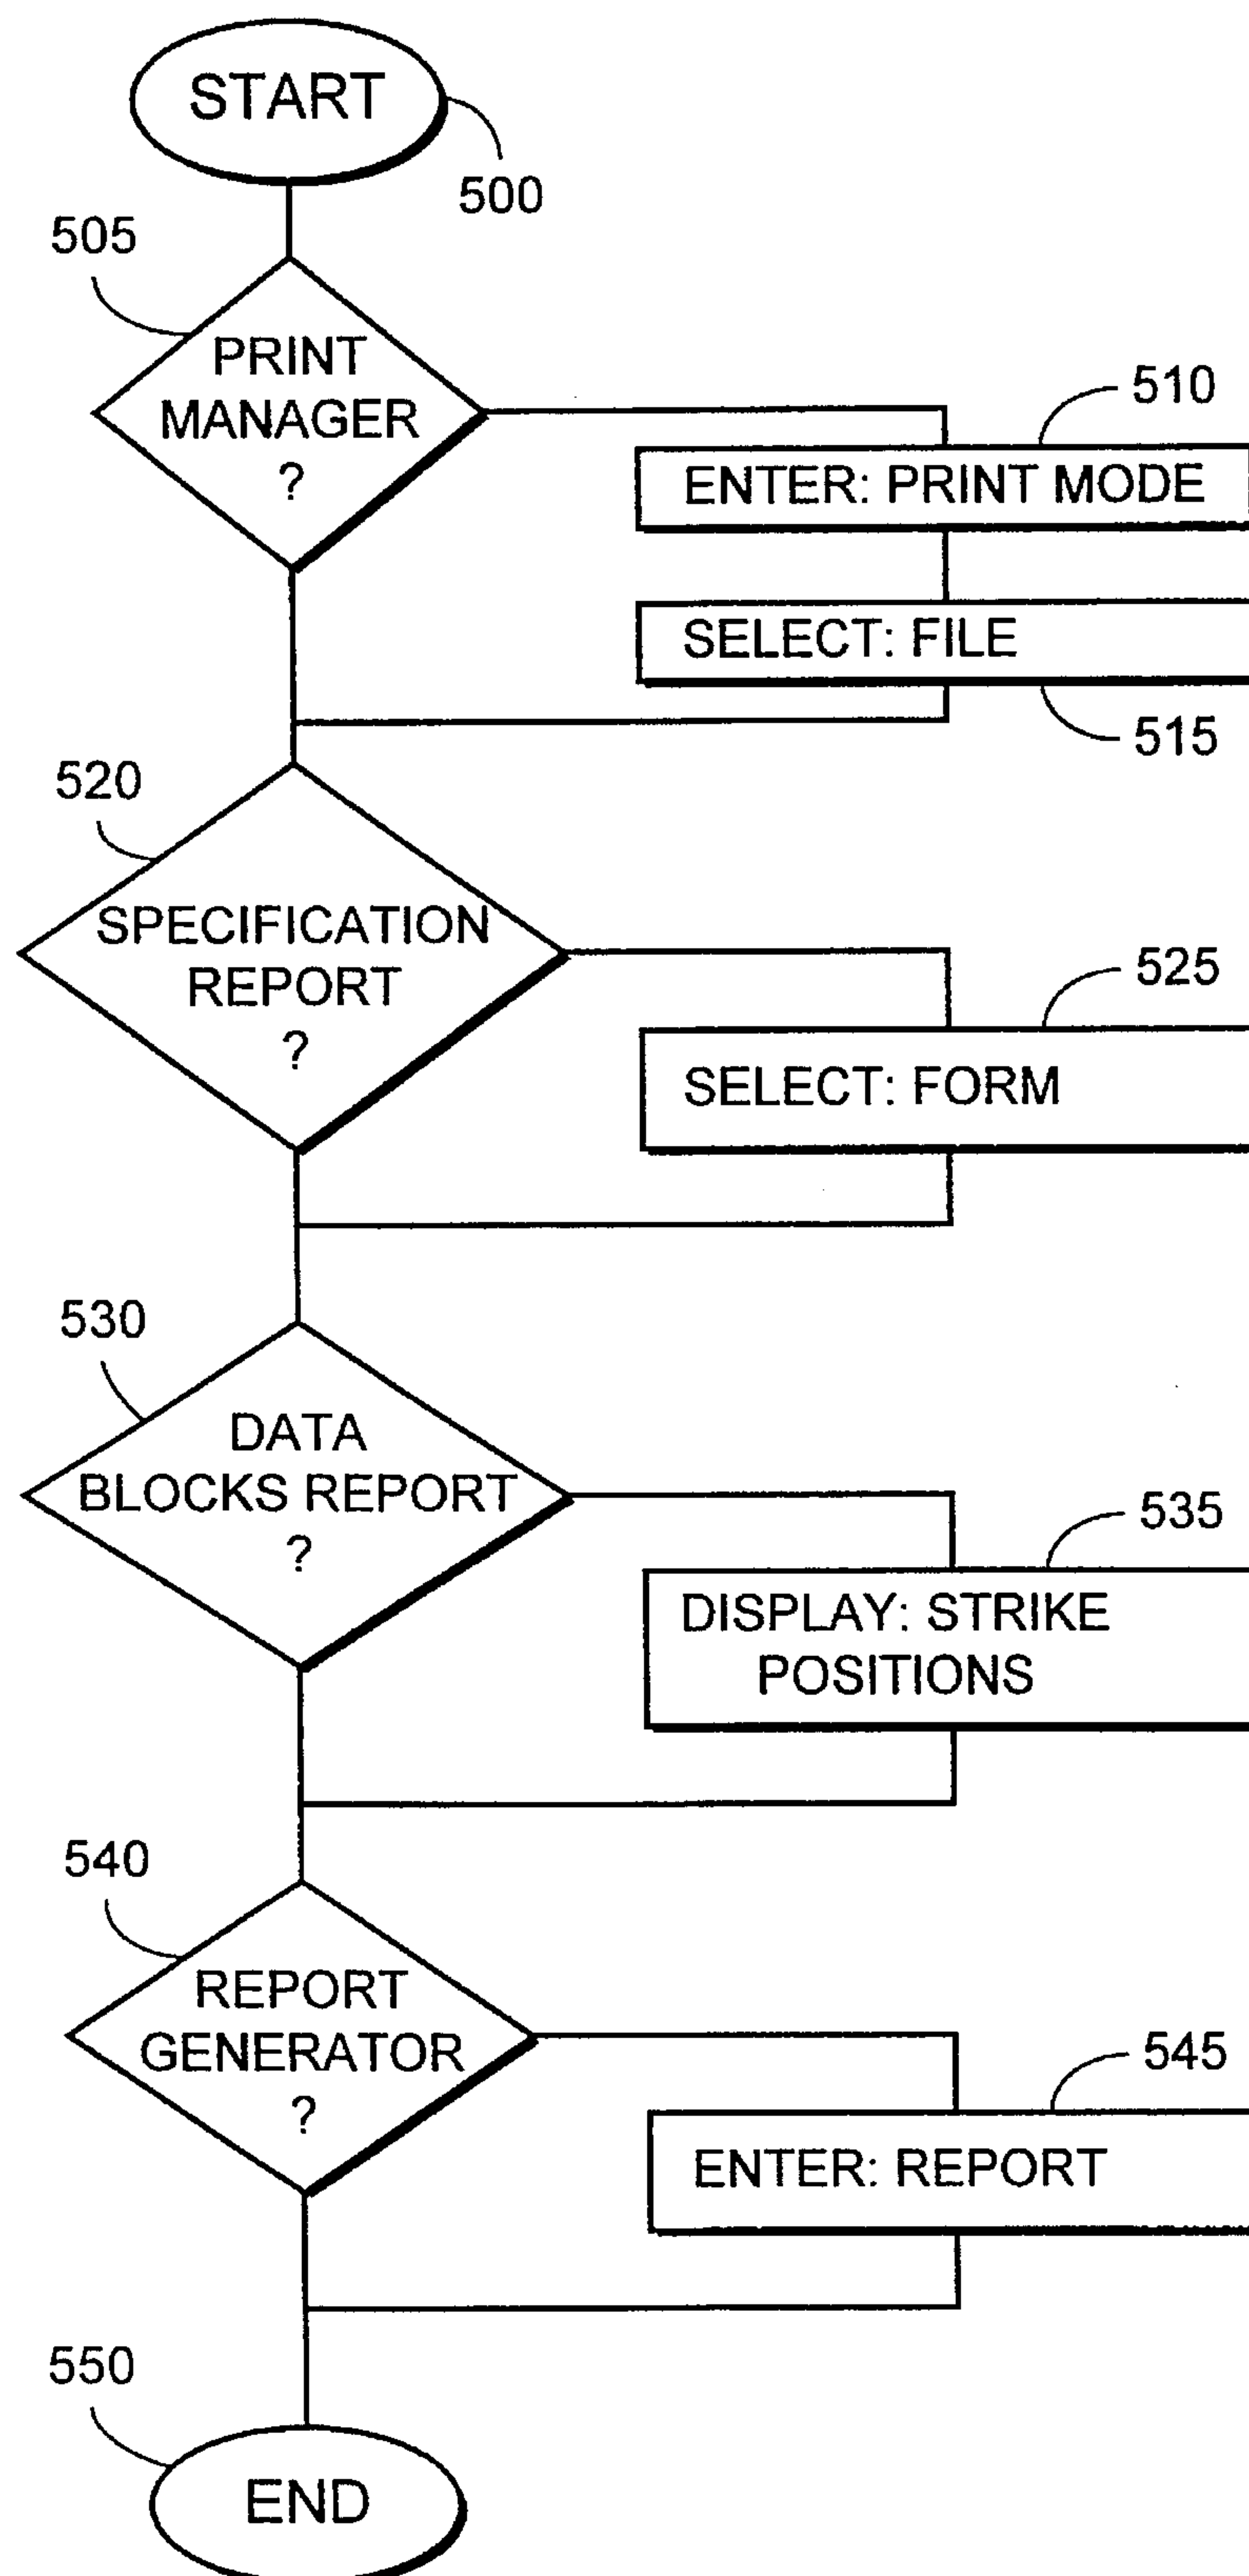 START
500
505
PRINT
MANAGER
?
510
ENTER: PRINT MODE
SELECT: FILE
515
520
SPECIFICATION
REPORT
?
525
SELECT: FORM
530
DATA
BLOCKS REPORT
?
535
DISPLAY: STRIKE
POSITIONS
540
REPORT
GENERATOR
?
545
ENTER: REPORT
550
END